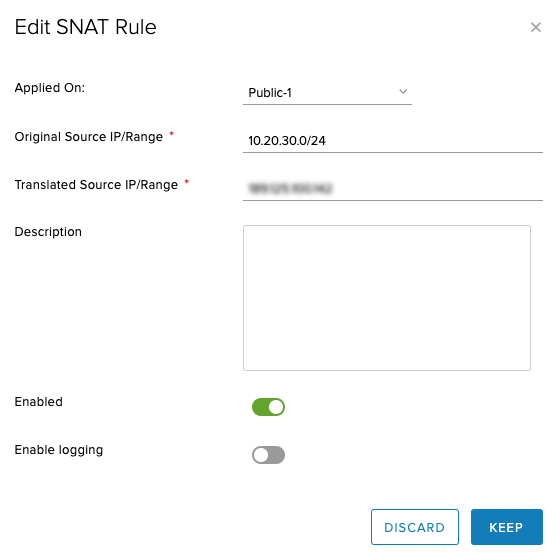 Edit SNAT Rule ×
Applied On: Public-1
Original Source IP/Range * 10.20.30.0/24
Translated Source IP/Range *
Description
Enabled
Enable logging
DISCARD KEEP